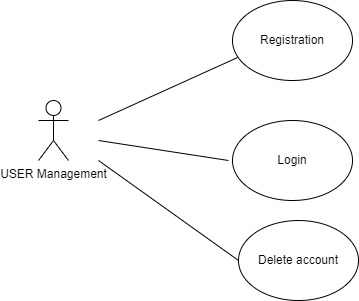 Registration
Login
USER Management
Delete account